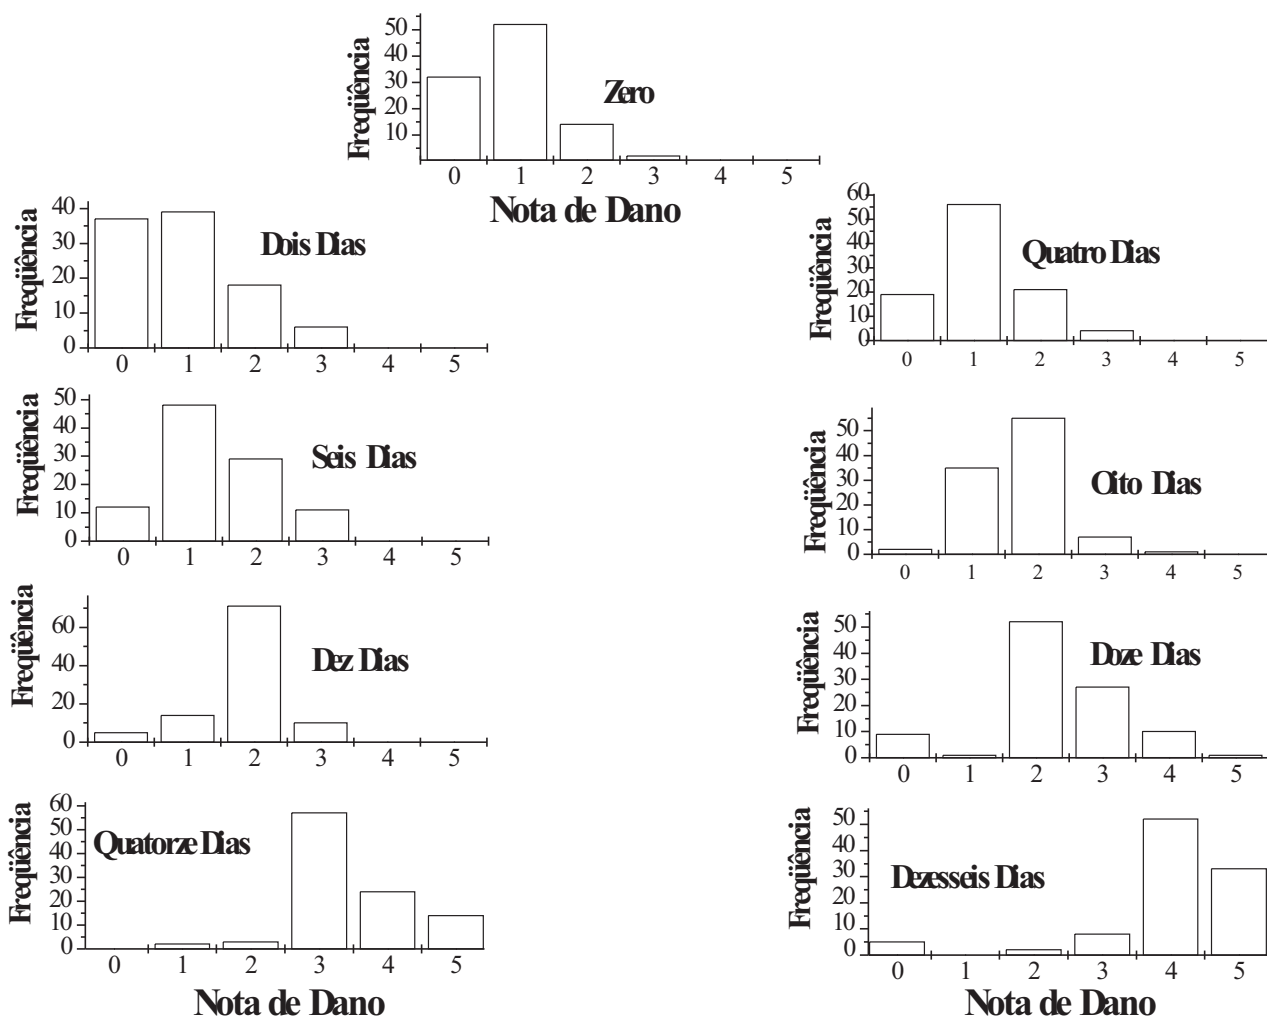 50
40
30
20
10
Freqüência
Zero
0 1 2 3 4 5
Nota de Dano
40
30
20
10
0
Freqüência
Dois Dias
0 1 2 3 4 5
60
50
40
30
20
10
0
Freqüência
Quatro Dias
0 1 2 3 4 5
50
40
30
20
10
0
Freqüência
Seis Dias
0 1 2 3 4 5
50
40
30
20
10
0
Freqüência
Oito Dias
0 1 2 3 4 5
60
40
20
0
Freqüência
Dez Dias
0 1 2 3 4 5
50
40
30
20
10
0
Freqüência
Doze Dias
0 1 2 3 4 5
60
50
40
30
20
10
0
Freqüência
Quatorze Dias
0 1 2 3 4 5
Nota de Dano
50
40
30
20
10
0
Freqüência
Dezesseis Dias
0 1 2 3 4 5
Nota de Dano